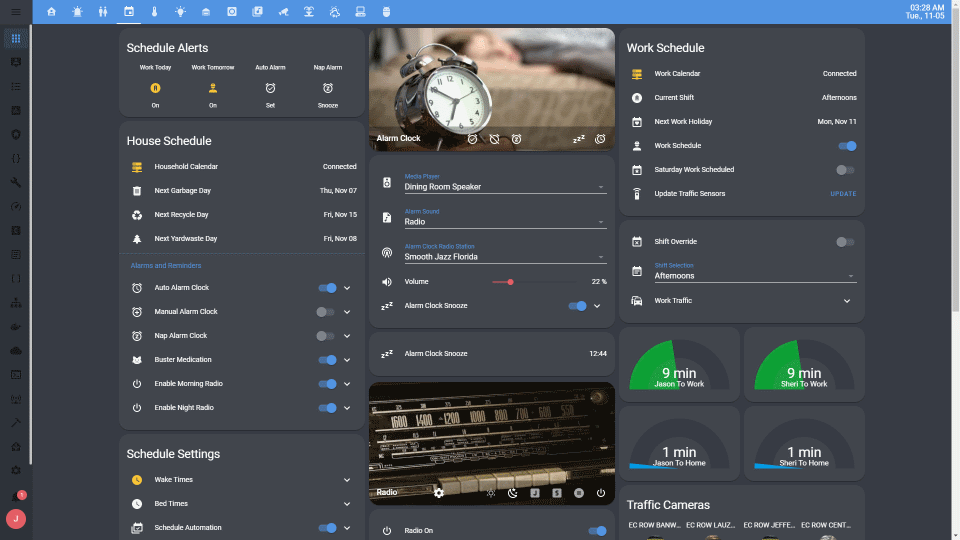 03:28 AM
Tue., 11-05
Schedule Alerts
Work Today
Work Tomorrow
Auto Alarm
Nap Alarm
On
On
Set
Snooze
House Schedule
Household Calendar
Connected
Next Garbage Day
Thu, Nov 07
Next Recycle Day
Fri, Nov 15
Next Yardwaste Day
Fri, Nov 08
Alarms and Reminders
Auto Alarm Clock
Manual Alarm Clock
Nap Alarm Clock
Buster Medication
Enable Morning Radio
Enable Night Radio
Schedule Settings
Wake Times
Bed Times
Schedule Automation
1
J
Alarm Clock
Media Player
Dining Room Speaker
Alarm Sound
Radio
Alarm Clock Radio Station
Smooth Jazz Florida
Volume
22 %
Alarm Clock Snooze
Alarm Clock Snooze
12:44
Radio
Radio On
Work Schedule
Work Calendar
Connected
Current Shift
Afternoons
Next Work Holiday
Mon, Nov 11
Work Schedule
Saturday Work Scheduled
Update Traffic Sensors
UPDATE
Shift Override
Shift Selection
Afternoons
Work Traffic
9 min
Jason To Work
9 min
Sheri To Work
1 min
Jason To Home
1 min
Sheri To Home
Traffic Cameras
EC ROW BANW...
EC ROW LAUZ...
EC ROW JEFFE...
EC ROW CENT...